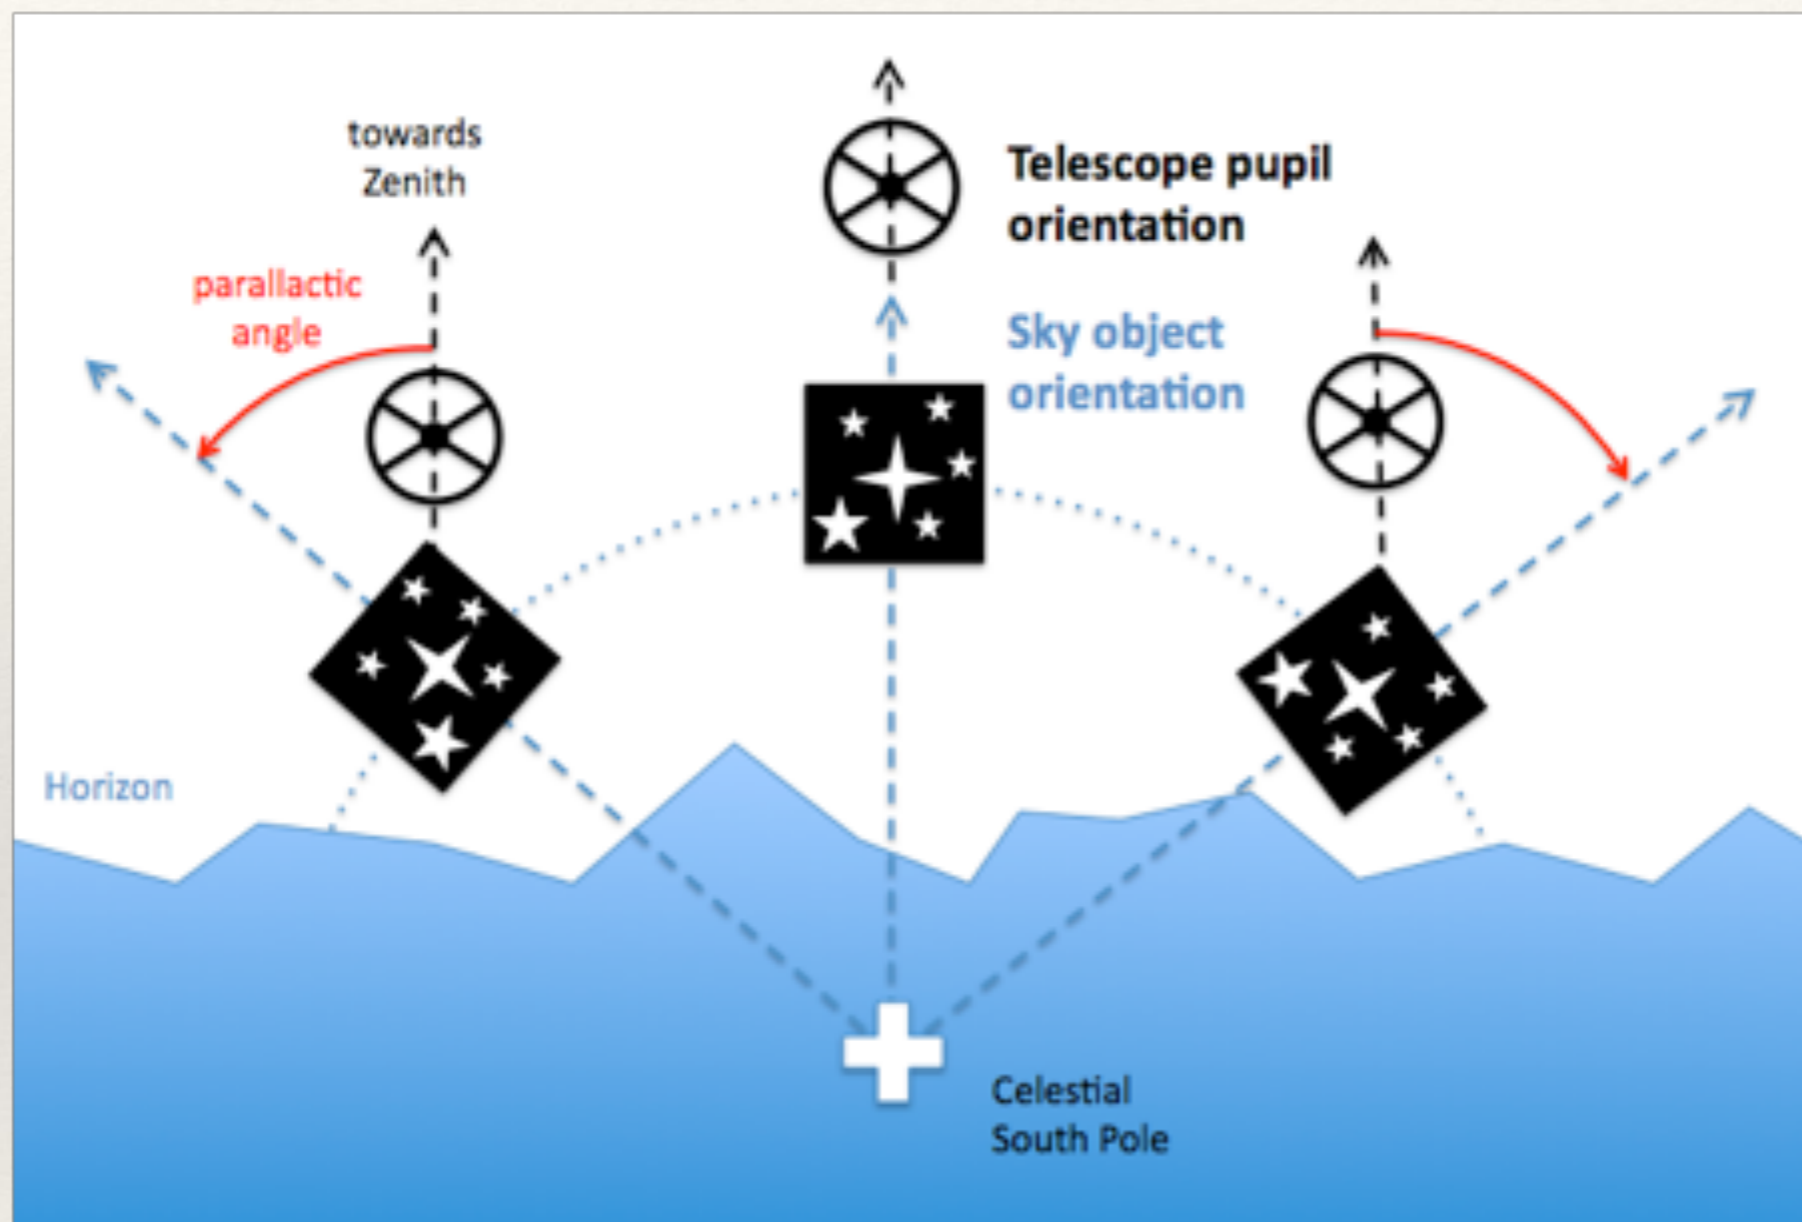 towards
Zenith
Telescope pupil
orientation
parallactic
angle
Sky object
orientation
Horizon
Celestial
South Pole